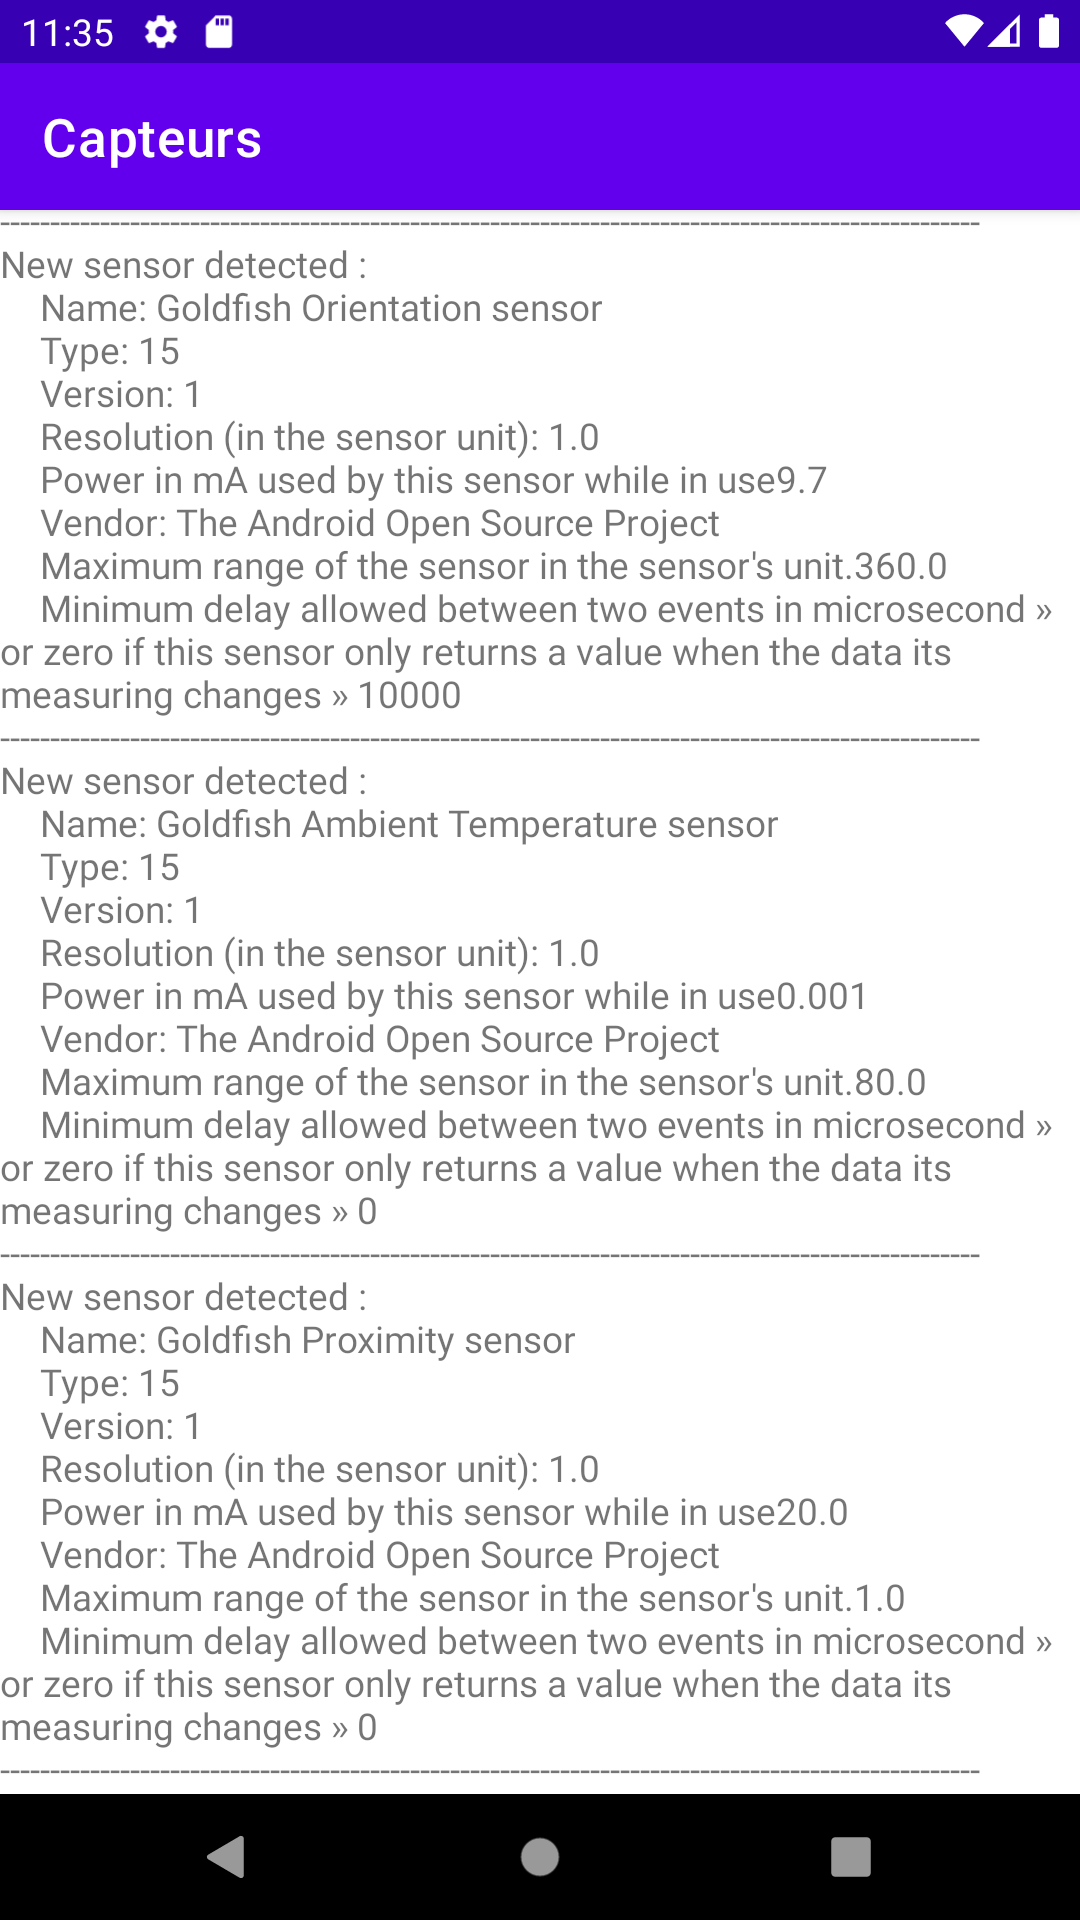 11:35
Capteurs
--------------------------------------------------------------------------------------------------
New sensor detected :
Name: Goldfish Orientation sensor
Type: 15
Version: 1
Resolution (in the sensor unit): 1.0
Power in mA used by this sensor while in use9.7
Vendor: The Android Open Source Project
Maximum range of the sensor in the sensor's unit.360.0
Minimum delay allowed between two events in microsecond »
or zero if this sensor only returns a value when the data its
measuring changes » 10000
--------------------------------------------------------------------------------------------------
New sensor detected :
Name: Goldfish Ambient Temperature sensor
Type: 15
Version: 1
Resolution (in the sensor unit): 1.0
Power in mA used by this sensor while in use0.001
Vendor: The Android Open Source Project
Maximum range of the sensor in the sensor's unit.80.0
Minimum delay allowed between two events in microsecond »
or zero if this sensor only returns a value when the data its
measuring changes » 0
--------------------------------------------------------------------------------------------------
New sensor detected :
Name: Goldfish Proximity sensor
Type: 15
Version: 1
Resolution (in the sensor unit): 1.0
Power in mA used by this sensor while in use20.0
Vendor: The Android Open Source Project
Maximum range of the sensor in the sensor's unit.1.0
Minimum delay allowed between two events in microsecond »
or zero if this sensor only returns a value when the data its
measuring changes » 0
--------------------------------------------------------------------------------------------------